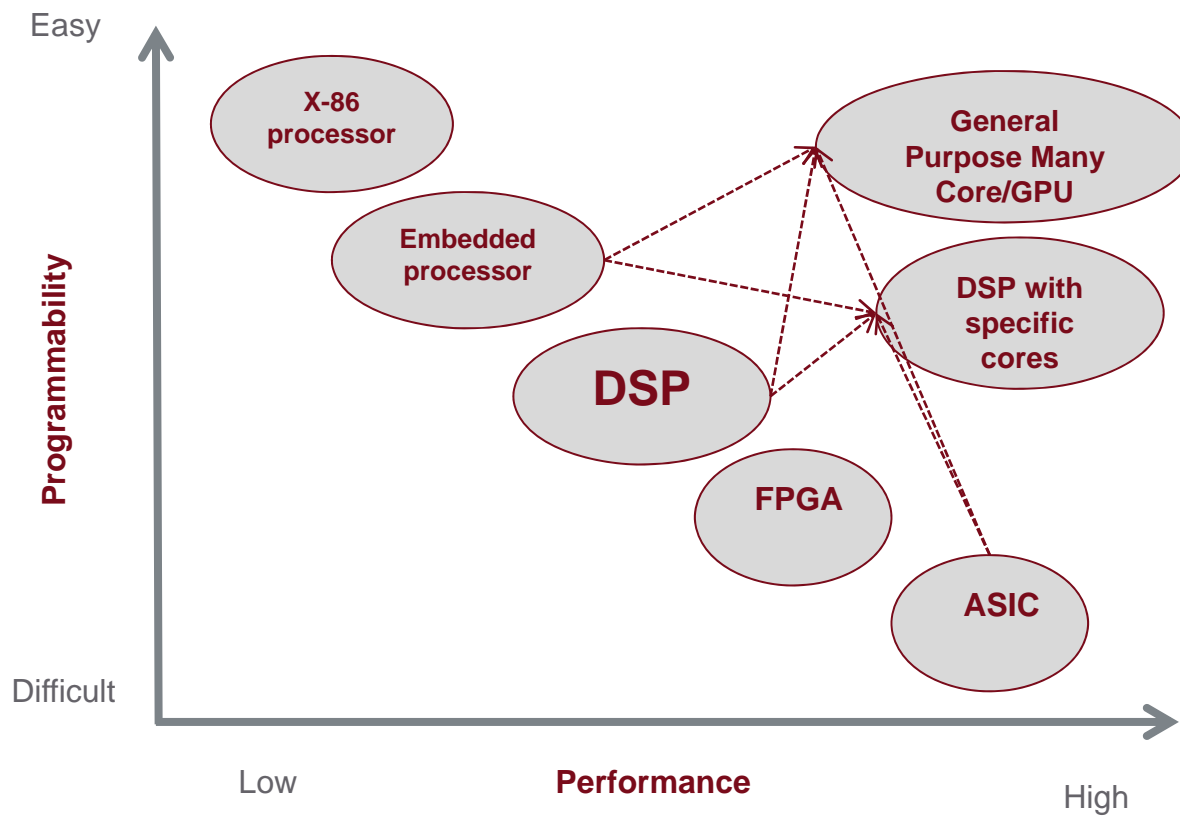 Easy
X-86
processor
General
Purpose Many
Core/GPU
Embedded
processor
DSP with
specific
cores
Programmability
DSP
FPGA
ASIC
Difficult
Low
Performance
High